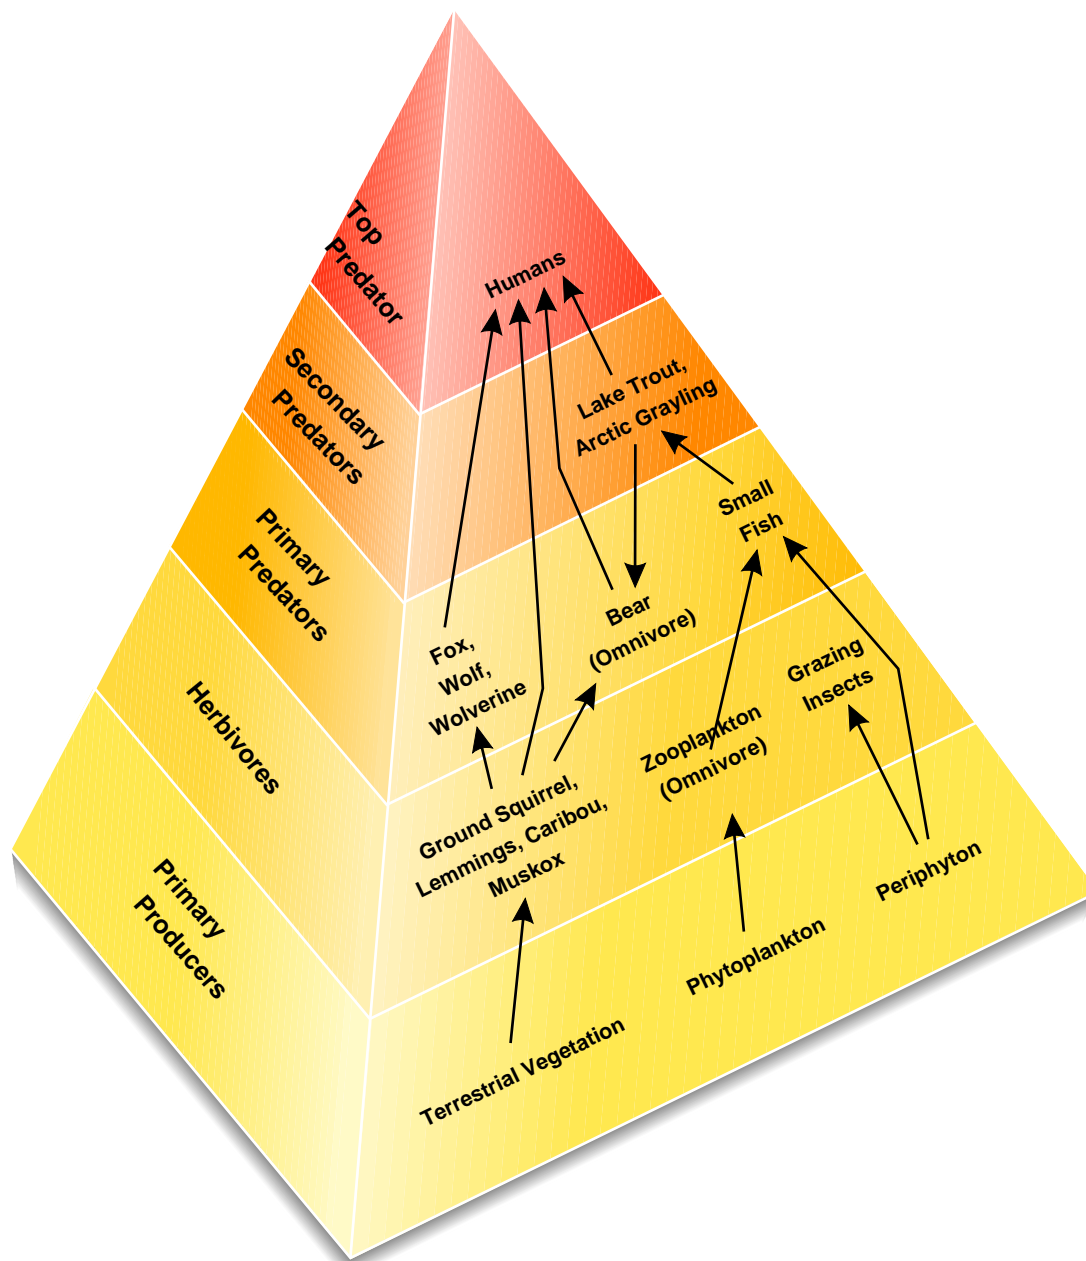 Top
Predator
Secondary
Predators
Primary
Predators
Herbivores
Primary
Producers
Humans
Lake Trout,
Arctic Grayling
Small
Fish
Bear
(Omnivore)
Fox,
Wolf,
Wolverine
Grazing
Insects
Zooplankton
(Omnivore)
Ground Squirrel,
Lemmings, Caribou,
Muskox
Periphyton
Phytoplankton
Terrestrial Vegetation